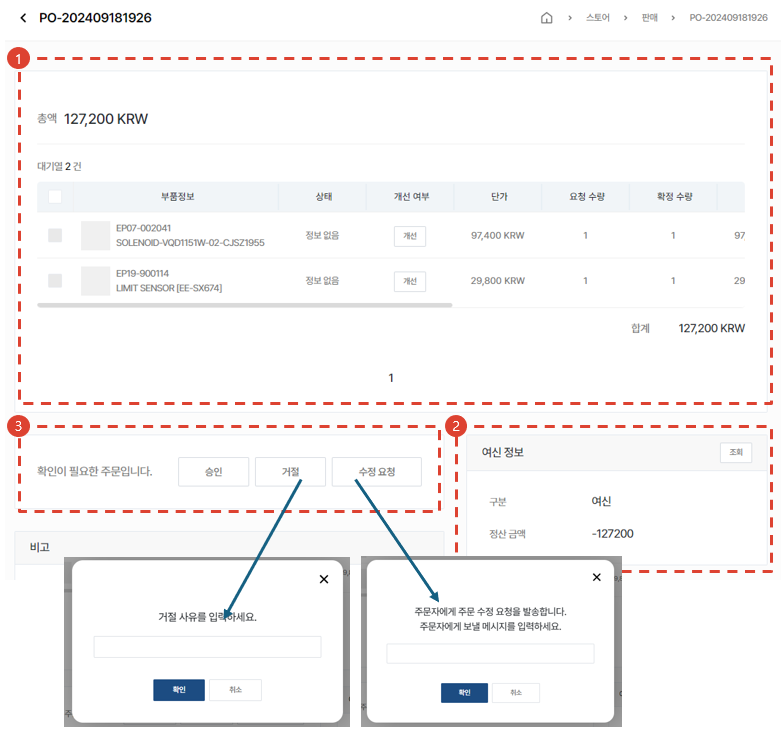 PO-202409181926
스토어 > 판매 > PO-202409181926
1
총액 127,200 KRW
대기열 2 건
부품정보 상태 개선 여부 단가 요청 수량 확정 수량
EP07-002041
SOLENOID-VQD1151W-02-CJSZ1955
정보 없음 개선 97,400 KRW 1 1 97,
EP19-900114
LIMIT SENSOR [EE-SX674]
정보 없음 개선 29,800 KRW 1 1 29
합계 127,200 KRW
1
3
확인이 필요한 주문입니다. 승인 거절 수정 요청
2
여신 정보 조회
구분 여신
정산 금액 -127200
비고
거절 사유를 입력하세요.
확인 취소
주문자에게 주문 수정 요청을 발송합니다.
주문자에게 보낼 메시지를 입력하세요.
확인 취소